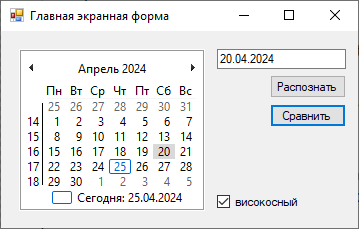 Главная экранная форма
Апрель 2024
Пн Вт Ср Чт Пт Сб Вс
25 26 27 28 29 30 31
14 1 2 3 4 5 6 7
15 8 9 10 11 12 13 14
16 15 16 17 18 19 20 21
17 22 23 24 25 26 27 28
18 29 30 1 2 3 4 5
Сегодня: 25.04.2024
20.04.2024
Распознать
Сравнить
високосный